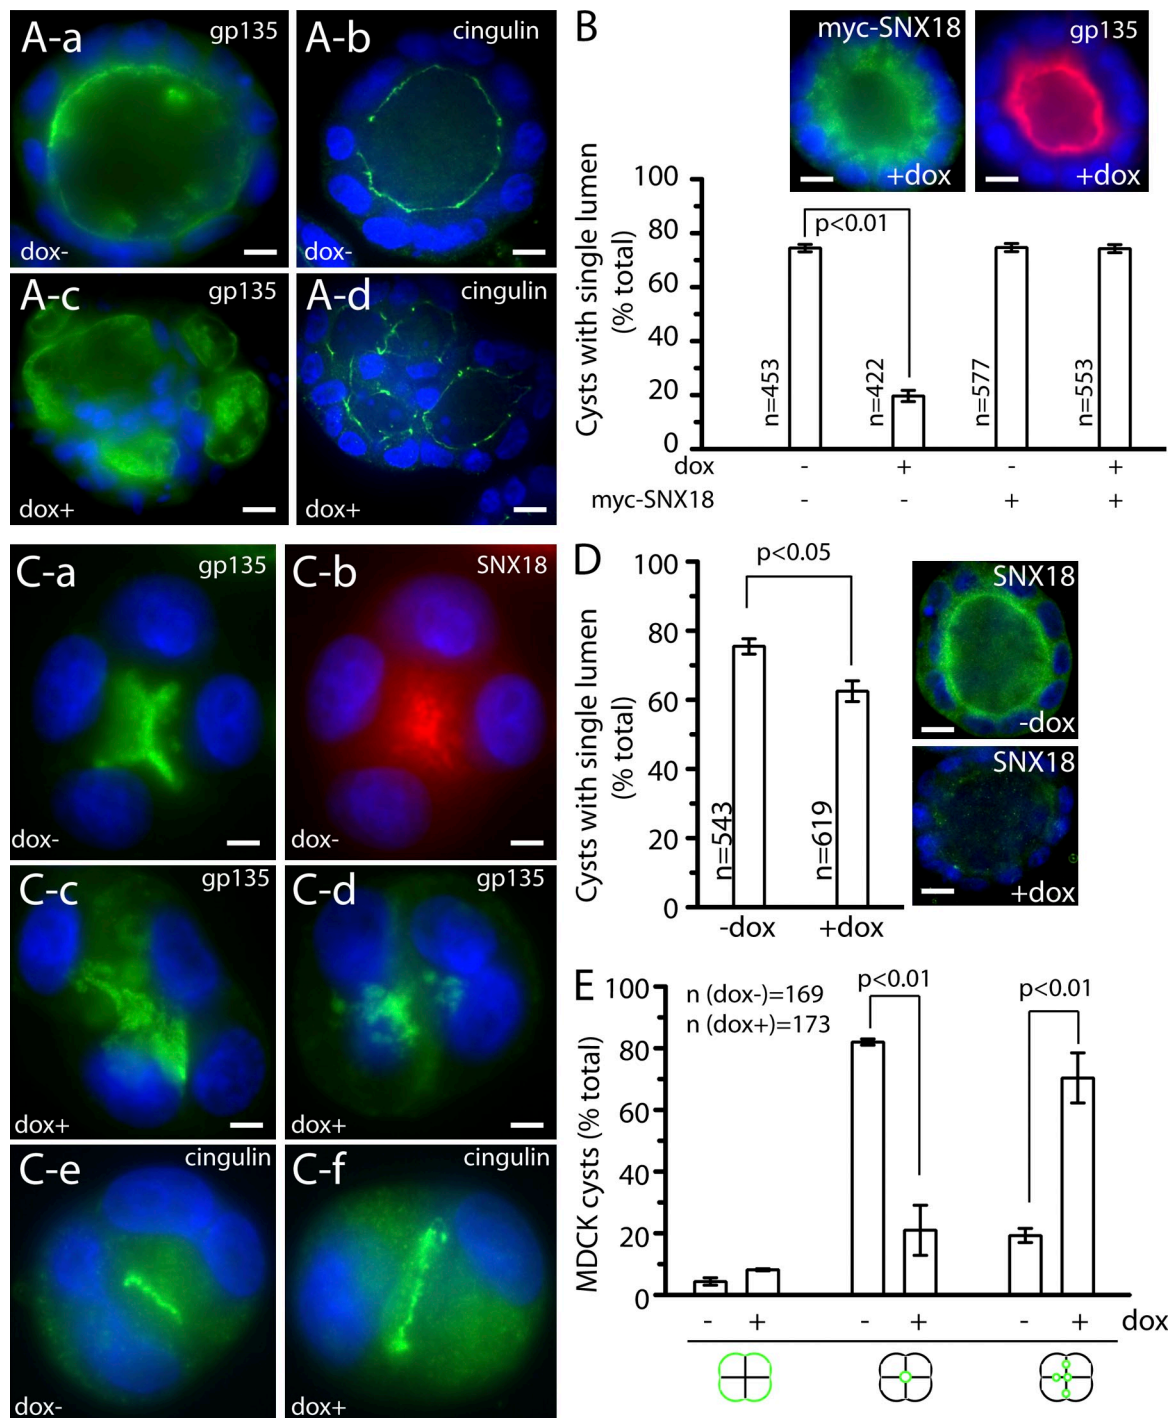 A-a
gp135
dox-
A-b
cingulin
dox-
A-c
gp135
dox+
A-d
cingulin
dox+
B
myc-SNX18
+dox
gp135
+dox
Cysts with single lumen
(% total)
100
80
60
40
20
0
p<0.01
n=453
n=422
n=577
n=553
dox
- + - +
myc-SNX18
- - + +
C-a
gp135
dox-
C-b
SNX18
C-c
gp135
dox+
C-d
gp135
dox+
C-e
cingulin
dox-
C-f
cingulin
dox+
D
Cysts with single lumen
(% total)
100
80
60
40
20
0
p<0.05
n=543
n=619
-dox
+dox
SNX18
-dox
SNX18
+dox
E
MDCK cysts (% total)
100
80
60
40
20
0
n (dox-)=169
n (dox+)=173
p<0.01
p<0.01
- + - + - + dox